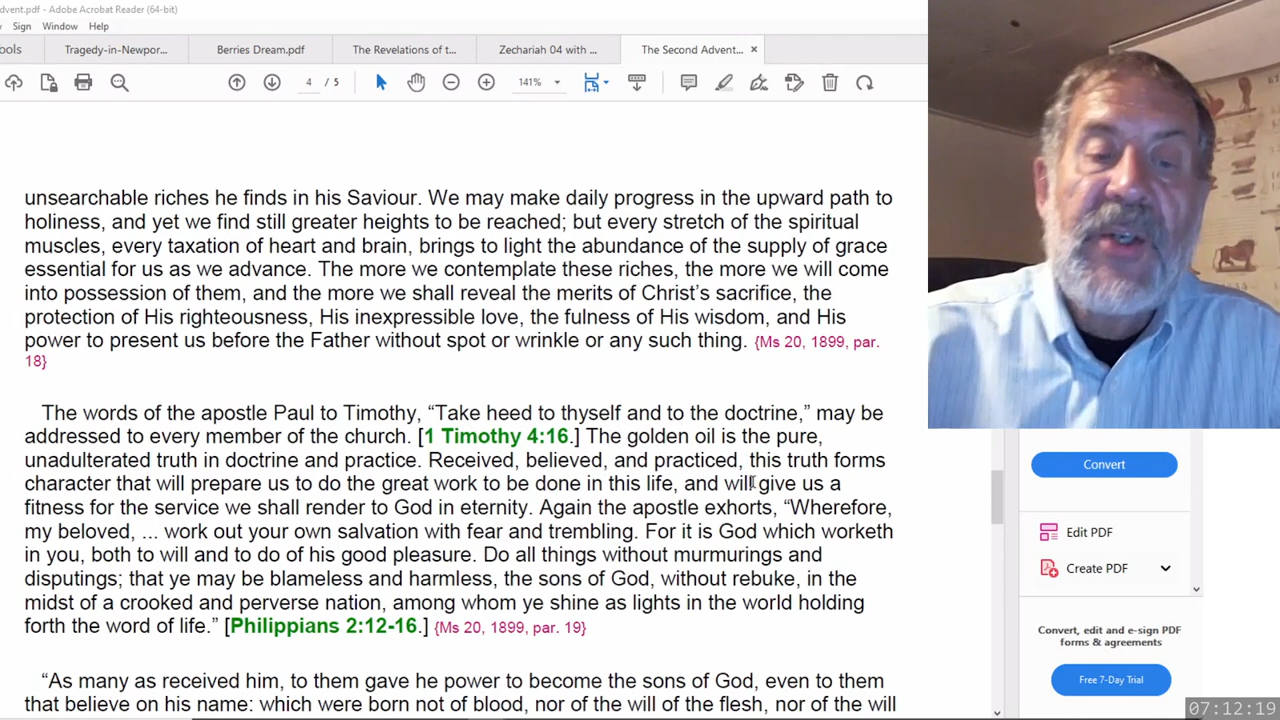 dvent.pdf - Adobe Acrobat Reader (64-bit)
Sign Window Help
ools Tragedy-in-Newpor... Berries Dream.pdf The Revelations of t... Zechariah 04 with ... The Second Advent... ×
4 / 5 141%
unsearchable riches he finds in his Saviour. We may make daily progress in the upward path to
holiness, and yet we find still greater heights to be reached; but every stretch of the spiritual
muscles, every taxation of heart and brain, brings to light the abundance of the supply of grace
essential for us as we advance. The more we contemplate these riches, the more we will come
into possession of them, and the more we shall reveal the merits of Christ's sacrifice, the
protection of His righteousness, His inexpressible love, the fulness of His wisdom, and His
power to present us before the Father without spot or wrinkle or any such thing. {Ms 20, 1899, par.
18}
The words of the apostle Paul to Timothy, “Take heed to thyself and to the doctrine,” may be
addressed to every member of the church. [1 Timothy 4:16.] The golden oil is the pure,
unadulterated truth in doctrine and practice. Received, believed, and practiced, this truth forms
character that will prepare us to do the great work to be done in this life, and will give us a
fitness for the service we shall render to God in eternity. Again the apostle exhorts, “Wherefore,
my beloved, ... work out your own salvation with fear and trembling. For it is God which worketh
in you, both to will and to do of his good pleasure. Do all things without murmurings and
disputings; that ye may be blameless and harmless, the sons of God, without rebuke, in the
midst of a crooked and perverse nation, among whom ye shine as lights in the world holding
forth the word of life.” [Philippians 2:12-16.] {Ms 20, 1899, par. 19}
“As many as received him, to them gave he power to become the sons of God, even to them
that believe on his name: which were born not of blood, nor of the will of the flesh, nor of the will
Convert
Edit PDF
Create PDF
Convert, edit and e-sign PDF
forms & agreements
Free 7-Day Trial
07:12:19